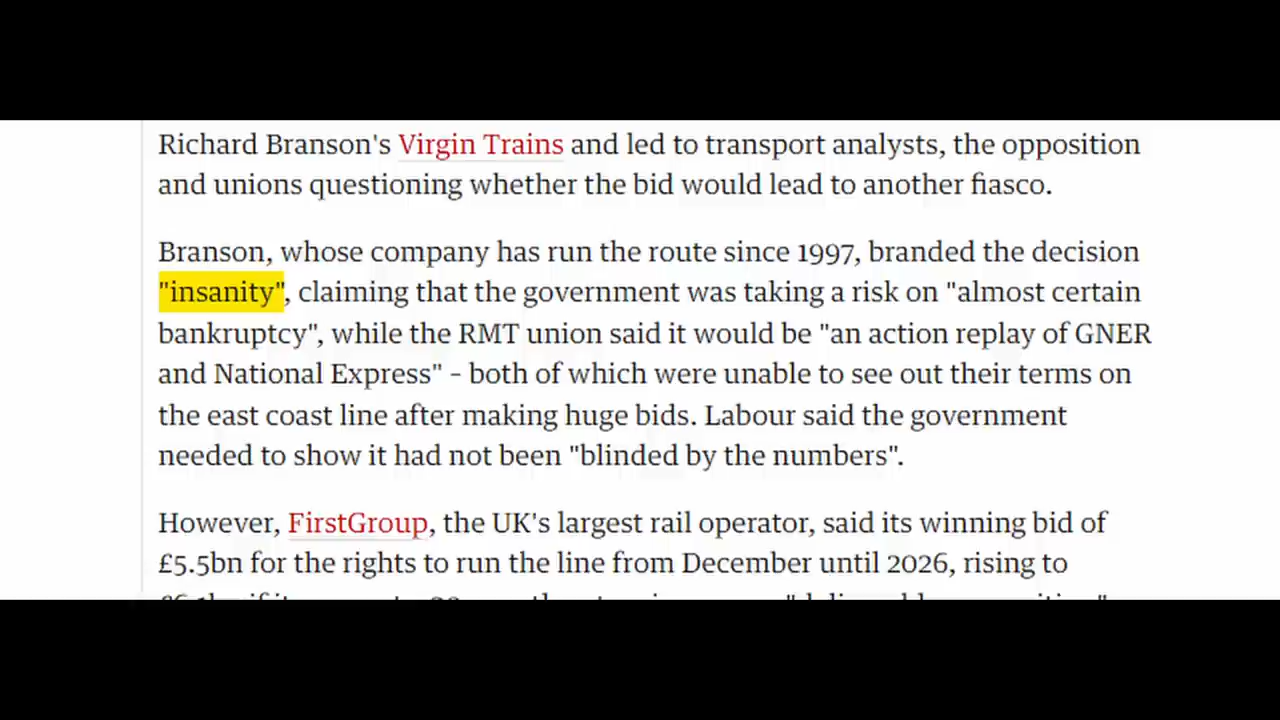 Richard Branson's Virgin Trains and led to transport analysts, the opposition
and unions questioning whether the bid would lead to another fiasco.
Branson, whose company has run the route since 1997, branded the decision
"insanity", claiming that the government was taking a risk on "almost certain
bankruptcy", while the RMT union said it would be "an action replay of GNER
and National Express" – both of which were unable to see out their terms on
the east coast line after making huge bids. Labour said the government
needed to show it had not been "blinded by the numbers".
However, FirstGroup, the UK's largest rail operator, said its winning bid of
£5.5bn for the rights to run the line from December until 2026, rising to